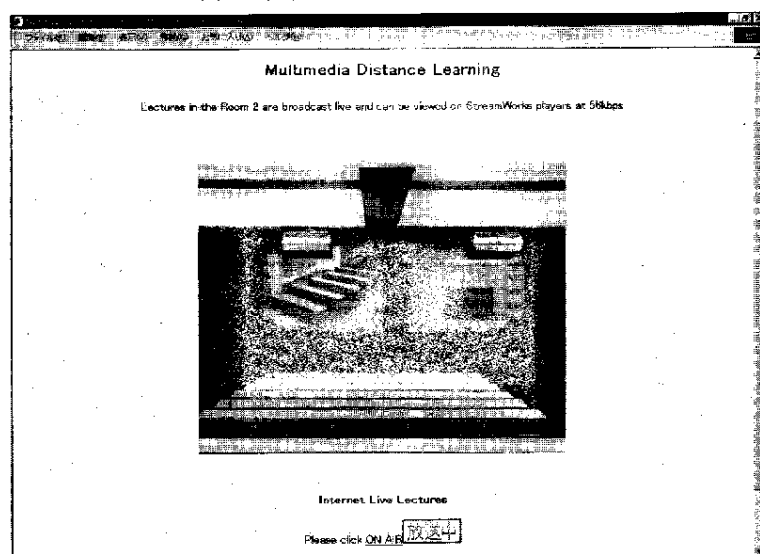 Multimedia Distance Learning
Lectures in the Room 2 are broadcast live and can be viewed on StreamWorks players at 56kbps
Internet Live Lectures
Please click ON AIR 放送中